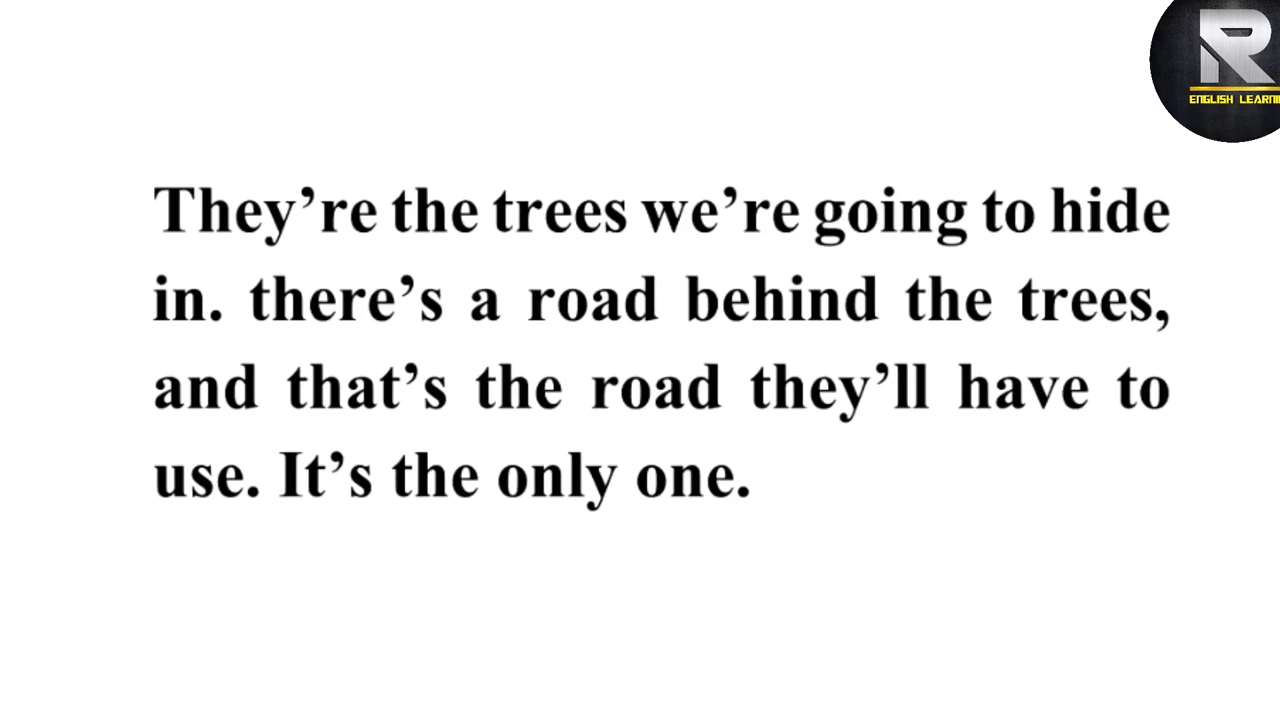 R
ENGLISH LEARNIN
They’re the trees we’re going to hide
in. there’s a road behind the trees,
and that’s the road they’ll have to
use. It’s the only one.